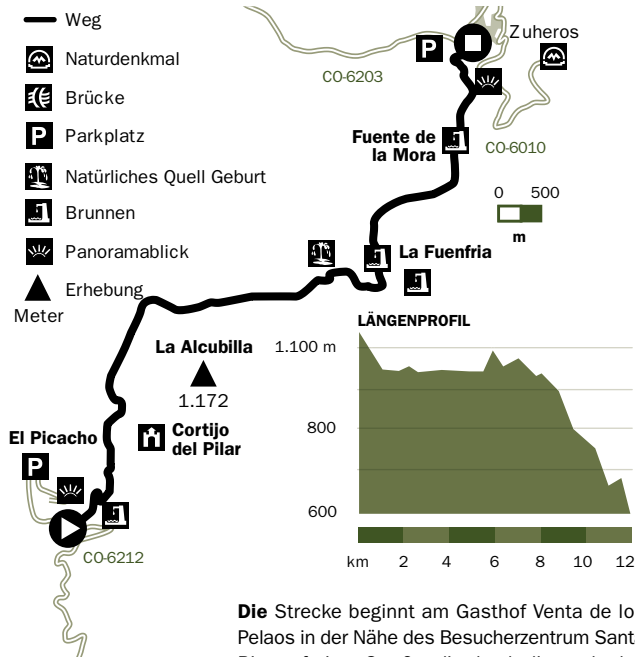 Weg
Naturdenkmal
Brücke
P Parkplatz
Natürliches Quell Geburt
Brunnen
Panoramablick
Erhebung
Meter
Zuheros
P
CO-6203
CO-6010
Fuente de
la Mora
0 500
m
La Fuenfria
La Alcubilla
1.172
El Picacho
P
Cortijo
del Pilar
CO-6212
LÄNGENPROFIL
1.100 m
800
600
km 2 4 6 8 10 12
Die Strecke beginnt am Gasthof Venta de lo
Pelaos in der Nähe des Besucherzentrum Sant